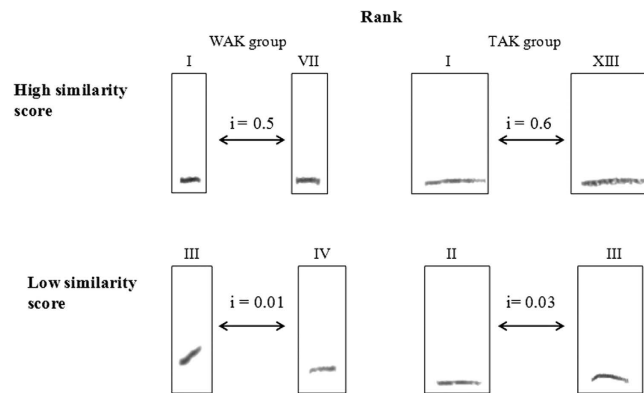 Rank
WAK group TAK group
I VII I XIII
High similarity
score
i = 0.5 i = 0.6
III IV II III
Low similarity
score
i = 0.01 i= 0.03